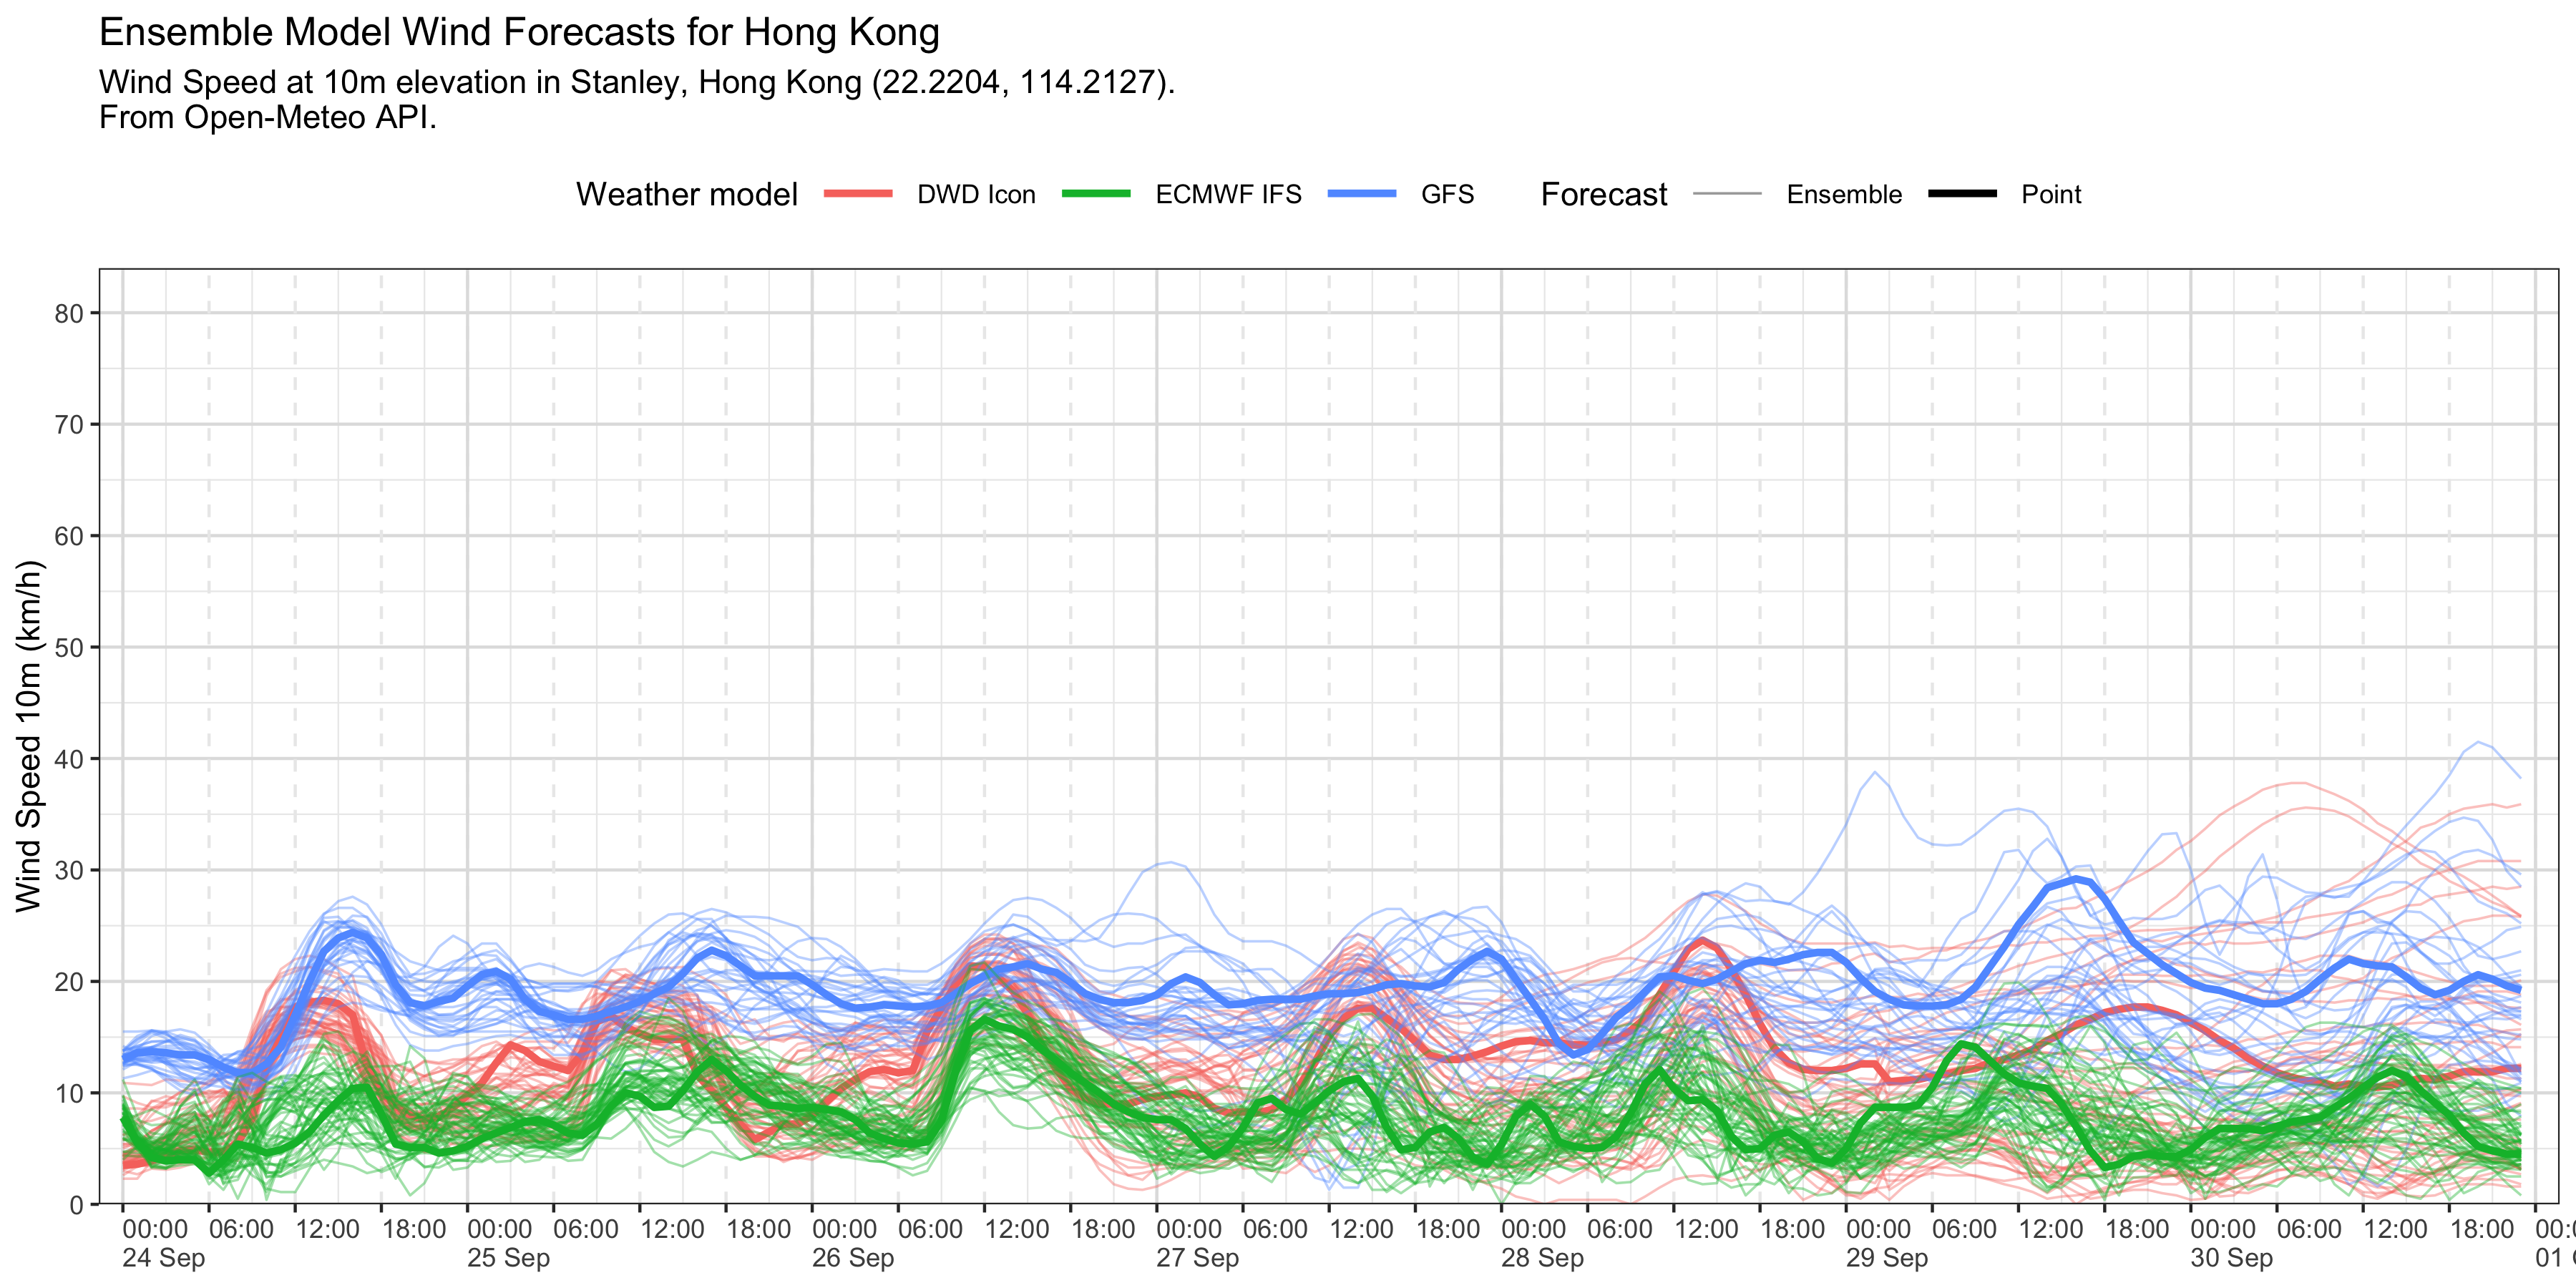 Ensemble Model Wind Forecasts for Hong Kong
Wind Speed at 10m elevation in Stanley, Hong Kong (22.2204, 114.2127).
From Open-Meteo API.
Weather model DWD Icon ECMWF IFS GFS Forecast Ensemble Point
Wind Speed 10m (km/h)
80
70
60
50
40
30
20
10
0
00:00 06:00 12:00 18:00 00:00 06:00 12:00 18:00 00:00 06:00 12:00 18:00 00:00 06:00 12:00 18:00 00:00 06:00 12:00 18:00 00:00 06:00 12:00 18:00 00:00 06:00 12:00 18:00
24 Sep 25 Sep 26 Sep 27 Sep 28 Sep 29 Sep 30 Sep 01